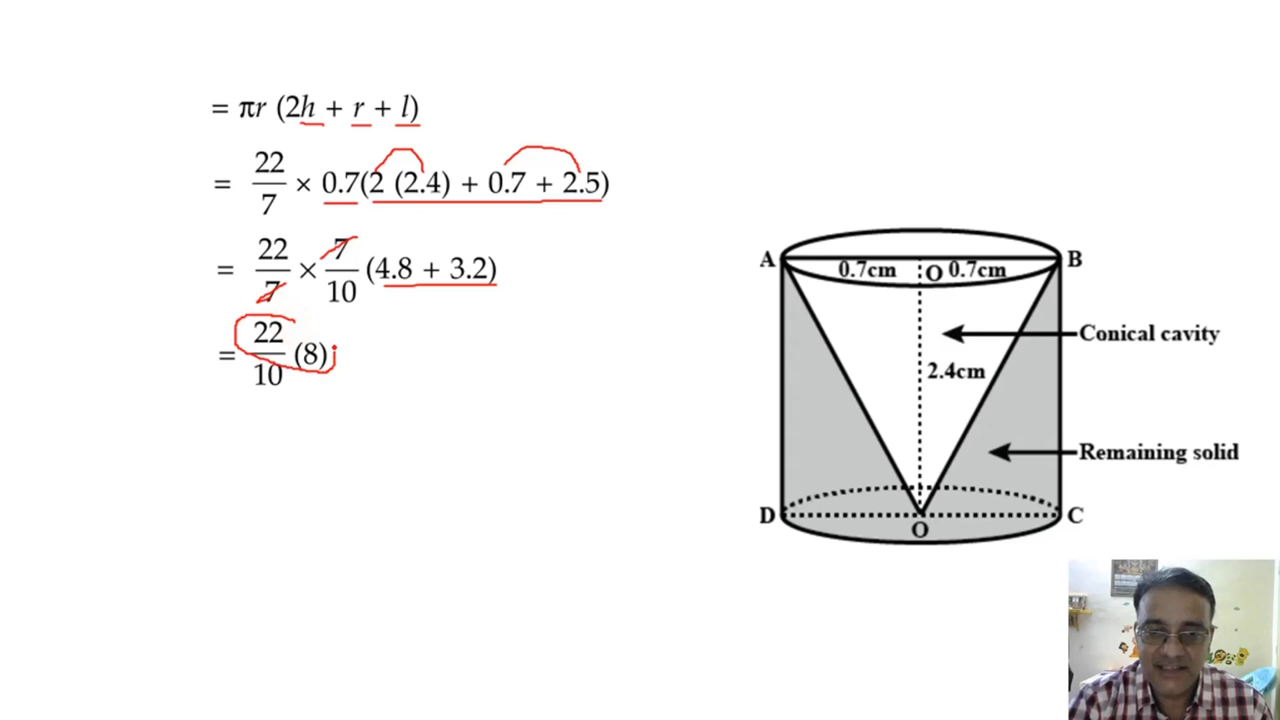 = πr (2h + r + l)
= 22/7 × 0.7(2 (2.4) + 0.7 + 2.5)
= 22/7 × 7/10 (4.8 + 3.2)
= 22/10 (8)
A 0.7cm O 0.7cm B
Conical cavity
2.4cm
Remaining solid
D O C